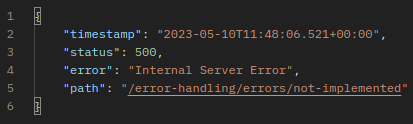 1 {
2 "timestamp": "2023-05-10T11:48:06.521+00:00",
3 "status": 500,
4 "error": "Internal Server Error",
5 "path": "/error-handling/errors/not-implemented"
6 }